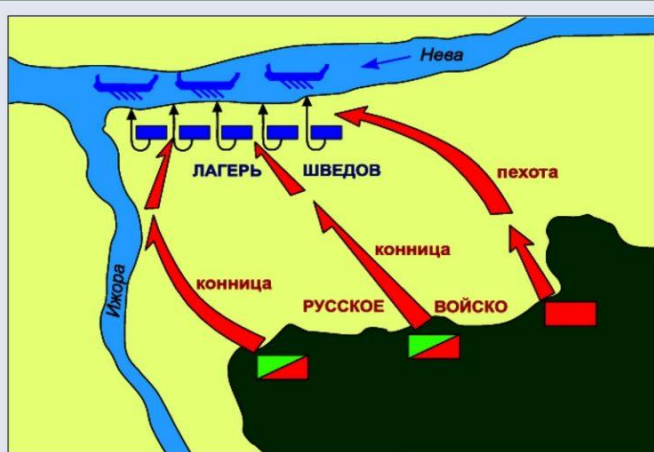 Нева
ЛАГЕРЬ ШВЕДОВ
пехота
конница
конница
РУССКОЕ ВОЙСКО
Ижора